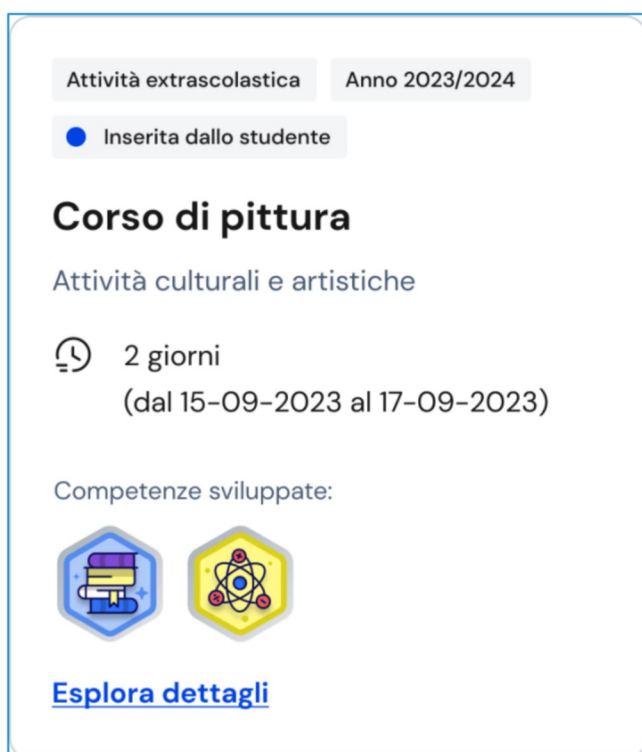 Attività extrascolastica
Anno 2023/2024
Inserita dallo studente
Corso di pittura
Attività culturali e artistiche
2 giorni
(dal 15-09-2023 al 17-09-2023)
Competenze sviluppate:
Esplora dettagli